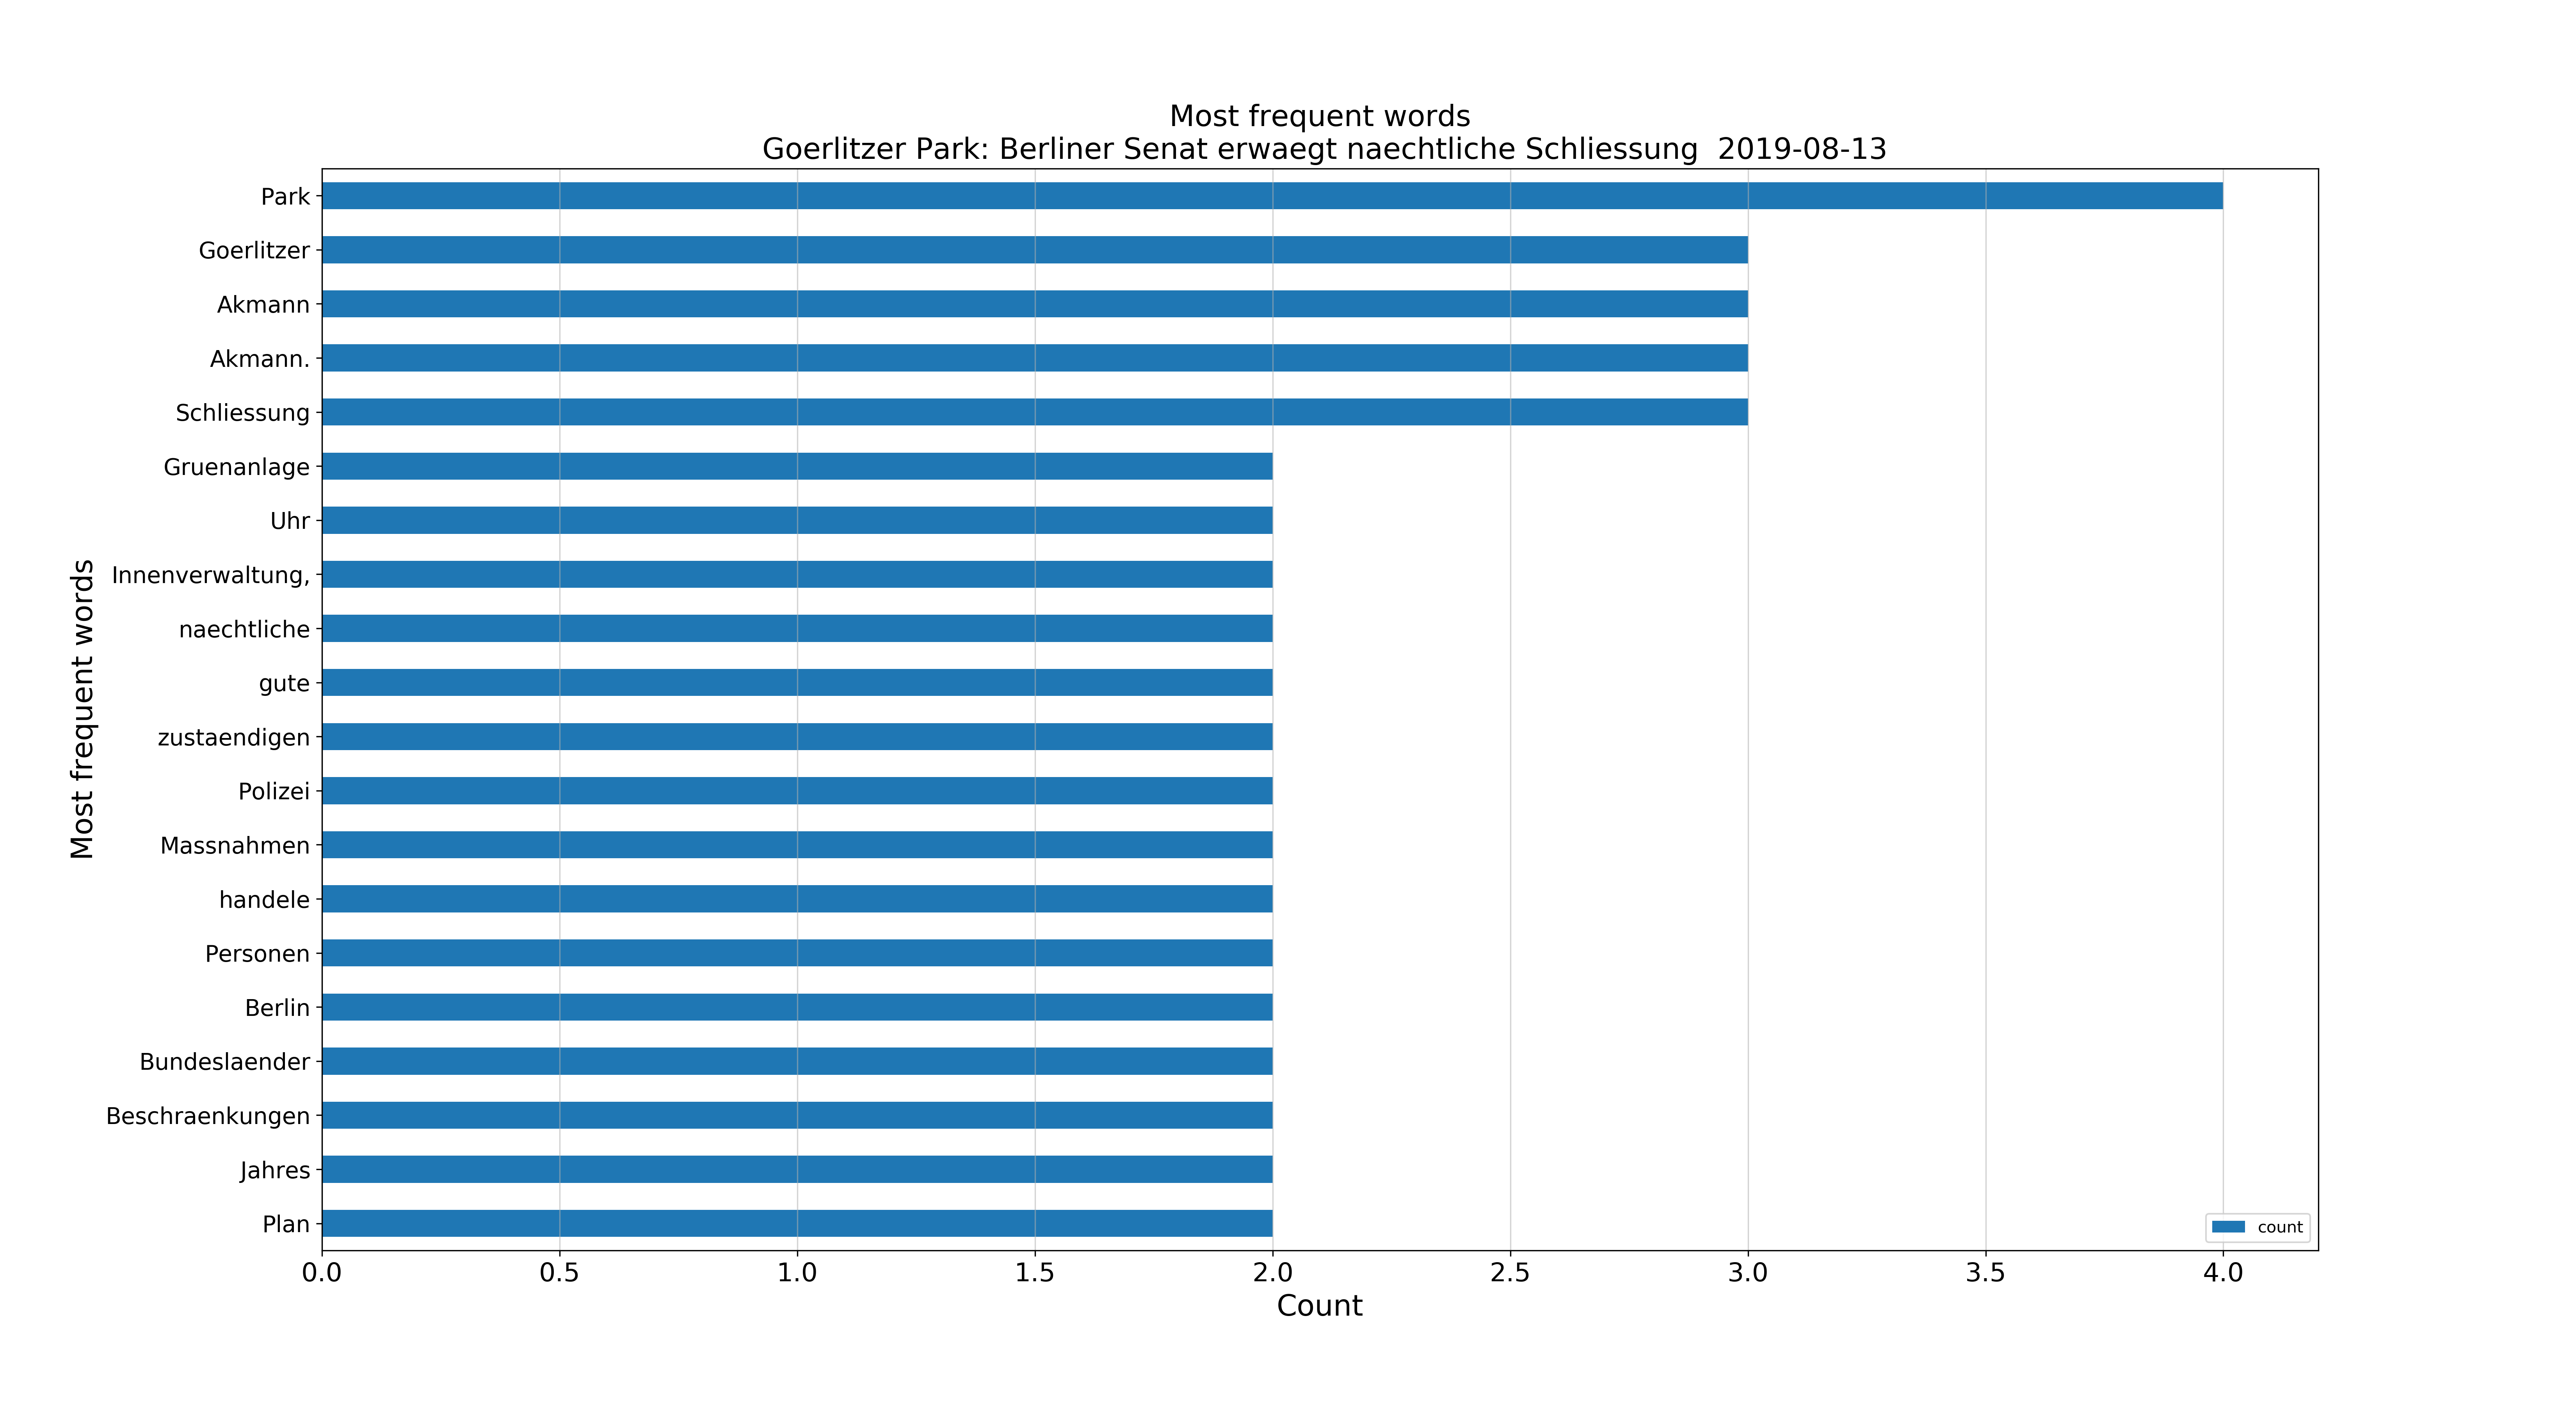 Most frequent words
Goerlitzer Park: Berliner Senat erwaegt naechtliche Schliessung  2019-08-13
Most frequent words
Park
Goerlitzer
Akmann
Akmann.
Schliessung
Gruenanlage
Uhr
Innenverwaltung,
naechtliche
gute
zustaendigen
Polizei
Massnahmen
handele
Personen
Berlin
Bundeslaender
Beschraenkungen
Jahres
Plan
count
0.0 0.5 1.0 1.5 2.0 2.5 3.0 3.5 4.0
Count